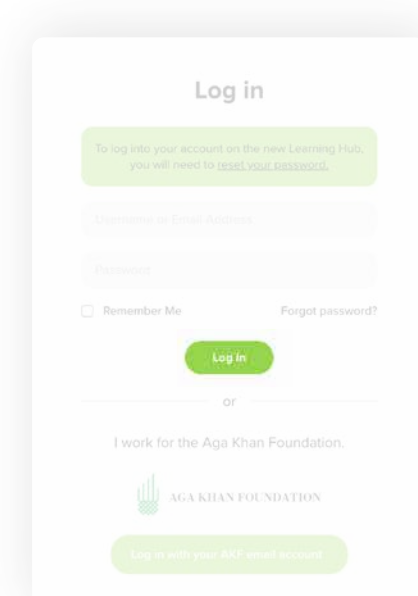 Log in
To log into your account on the new Learning Hub,
you will need to reset your password.
Username or Email Address
Password
Remember Me
Forgot password?
Log In
or
I work for the Aga Khan Foundation.
AGA KHAN FOUNDATION
Log in with your AKF email account